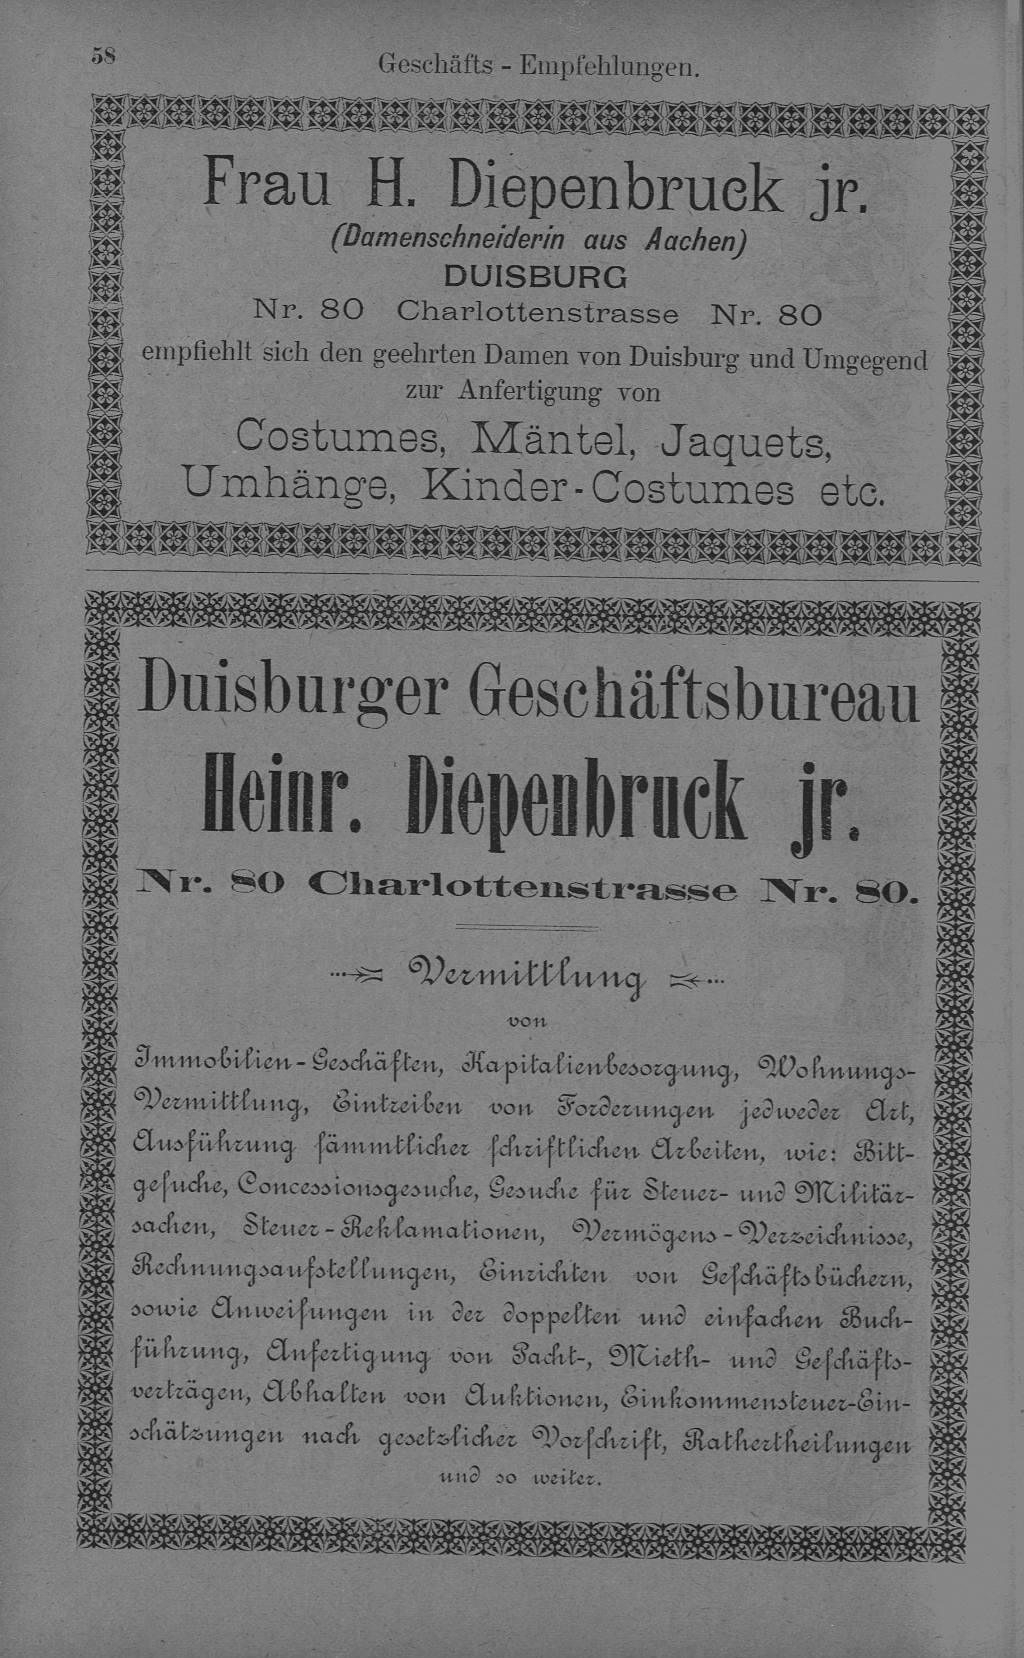 58
Geschäfts - Empfehlungen.
Frau H. Diepenbruck jr.
(Damenschneiderin aus Aachen)
DUISBURG
Nr. 80 Charlottenstrasse Nr. 80
empfiehlt sich den geehrten Damen von Duisburg und Umgegend
zur Anfertigung von
Costumes, Mäntel, Jaquets,
Umhänge, Kinder-Costumes etc.
Duisburger Geschäftsbureau
Heinr. Diepenbruck jr.
Nr. 80 Charlottenstrasse Nr. 80.
Vermittlung
von
Immobilien-Geschäften, Kapitalienbesorgung, Wohnungs-
Vermittlung, Eintreiben von Forderungen jedweder Art,
Ausführung sämmtlicher schriftlichen Arbeiten, wie: Bitt-
gesuche, Concessionsgesuche, Gesuche für Steuer- und Militär-
sachen, Steuer-Reklamationen, Vermögens-Verzeichnisse,
Rechnungsaufstellungen, Einrichten von Geschäftsbüchern,
sowie Anweisungen in der doppelten und einfachen Buch-
führung, Anfertigung von Pacht-, Mieth- und Geschäfts-
verträgen, Abhalten von Auktionen, Einkommensteuer-Ein-
schätzungen nach gesetzlicher Vorschrift, Rathertheilungen
und so weiter.